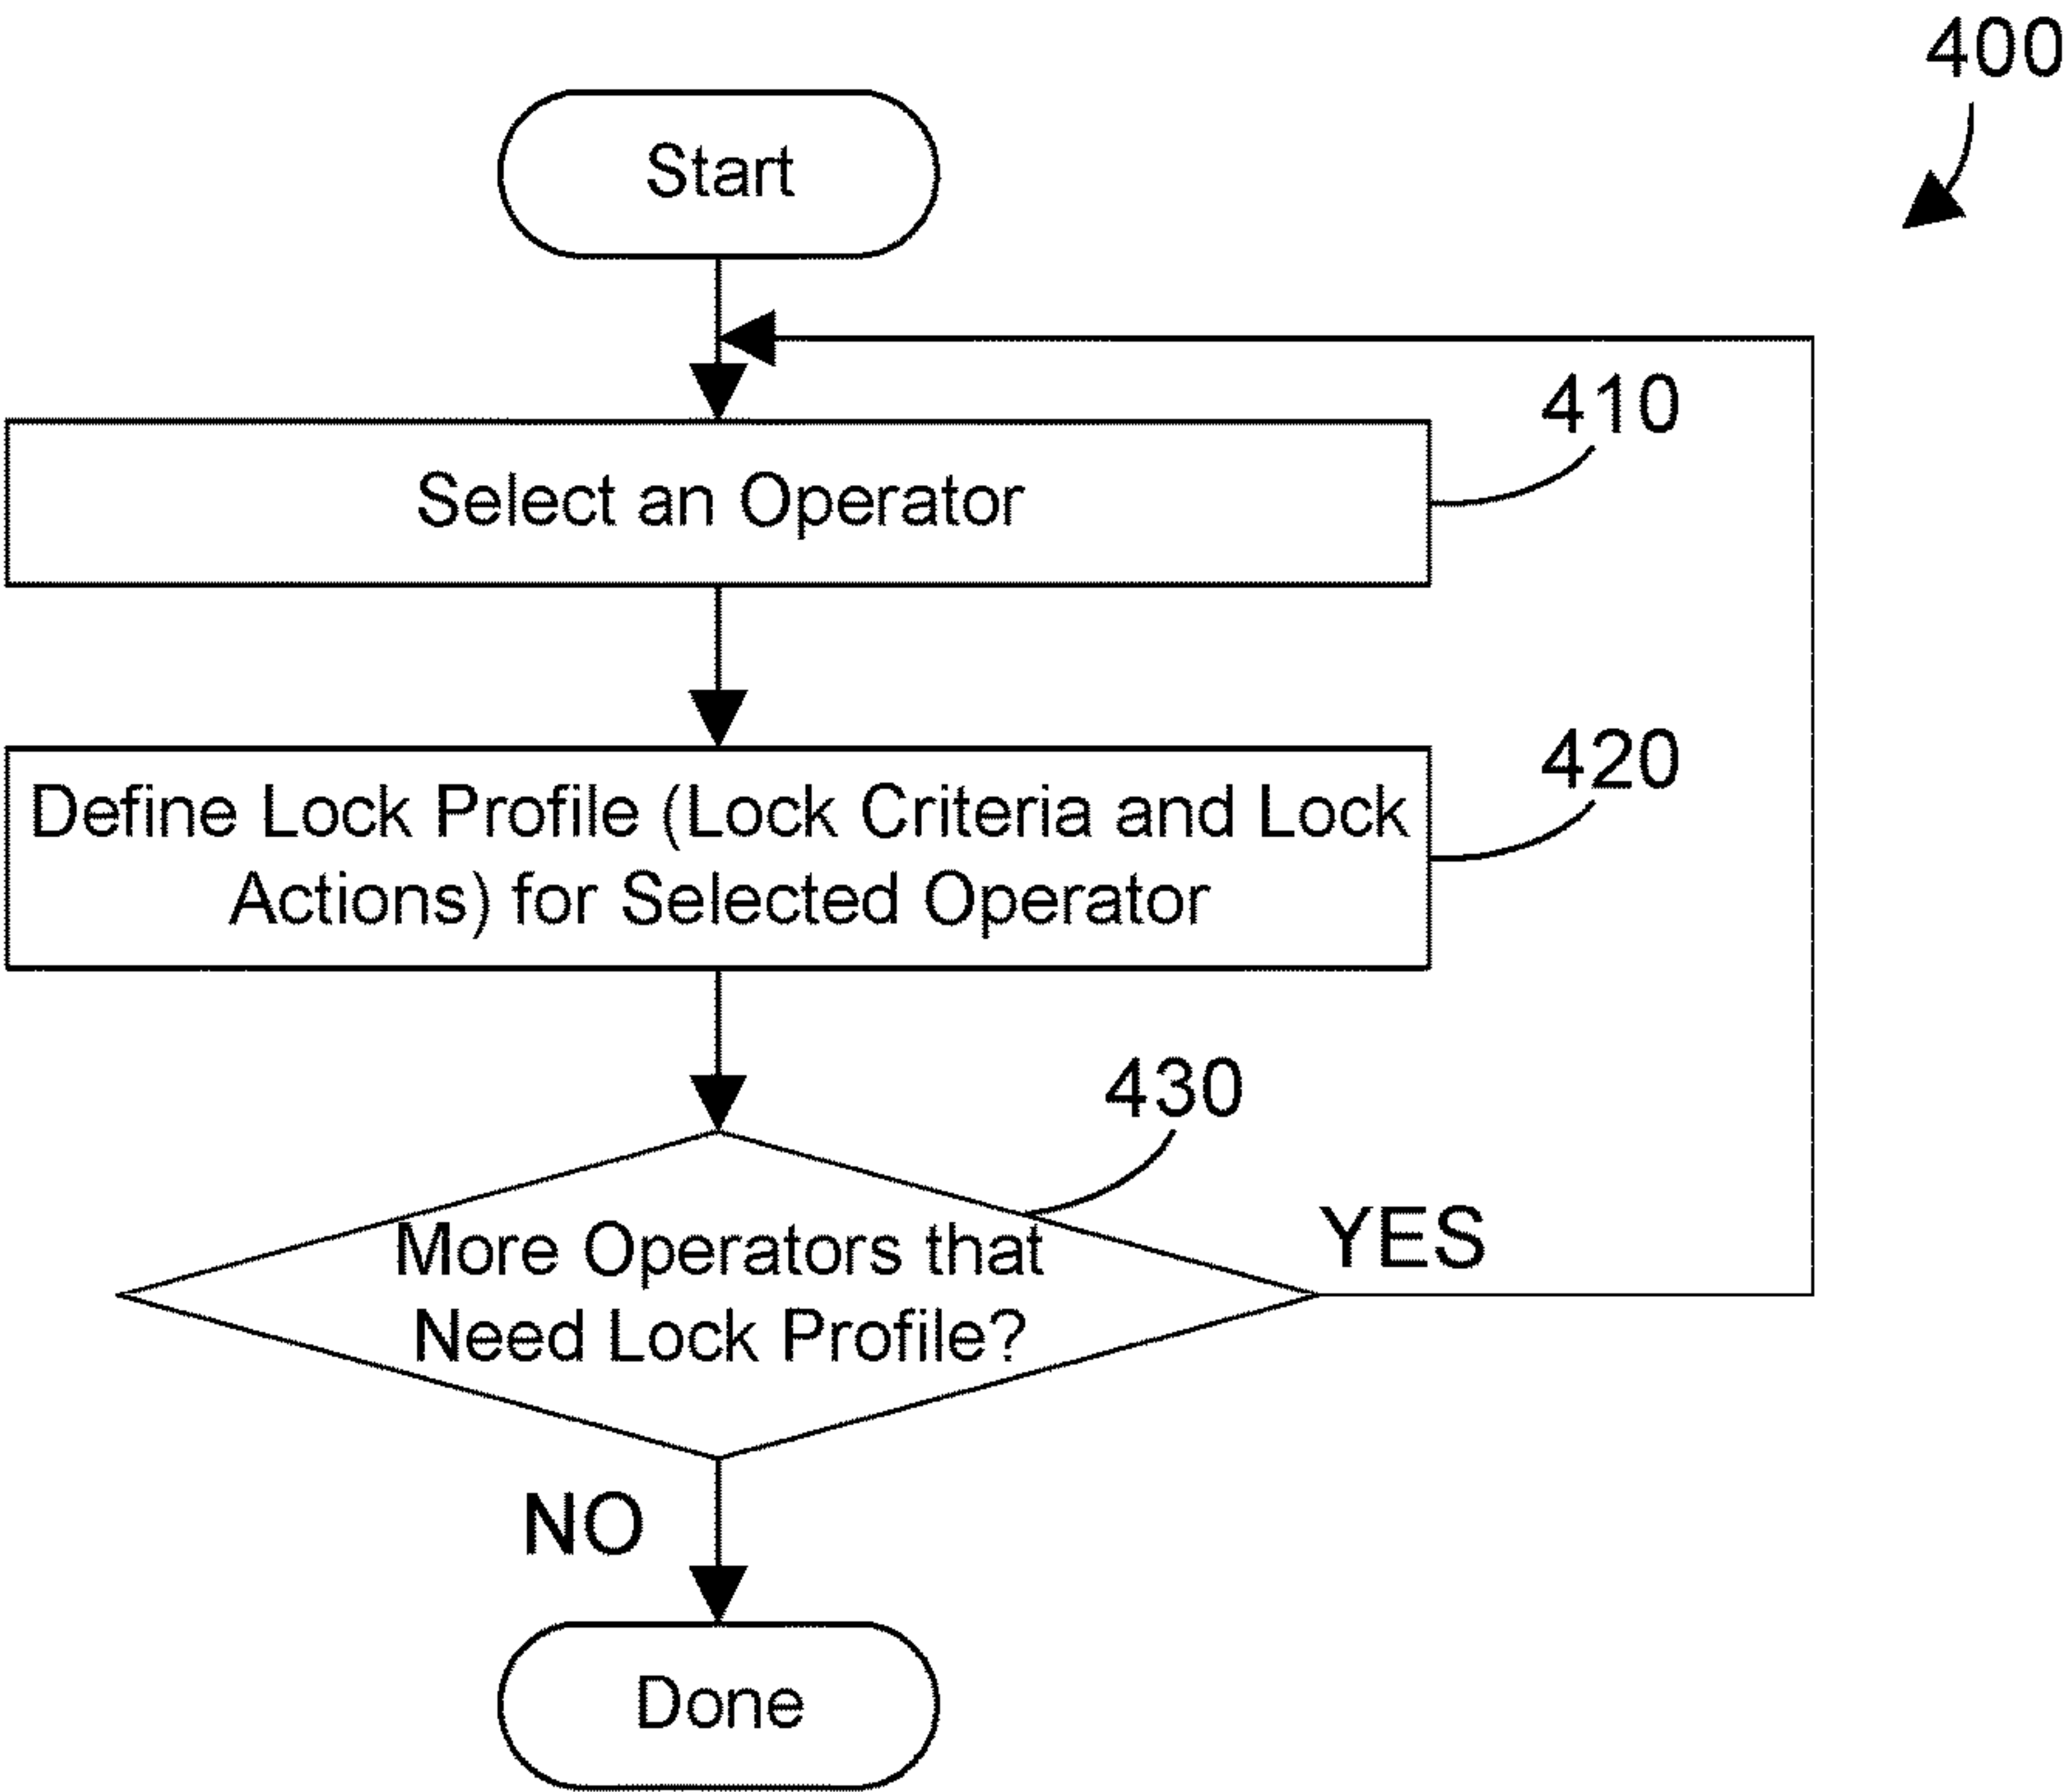 400
Start
410
Select an Operator
420
Define Lock Profile (Lock Criteria and Lock
Actions) for Selected Operator
430
More Operators that
Need Lock Profile?
YES
NO
Done